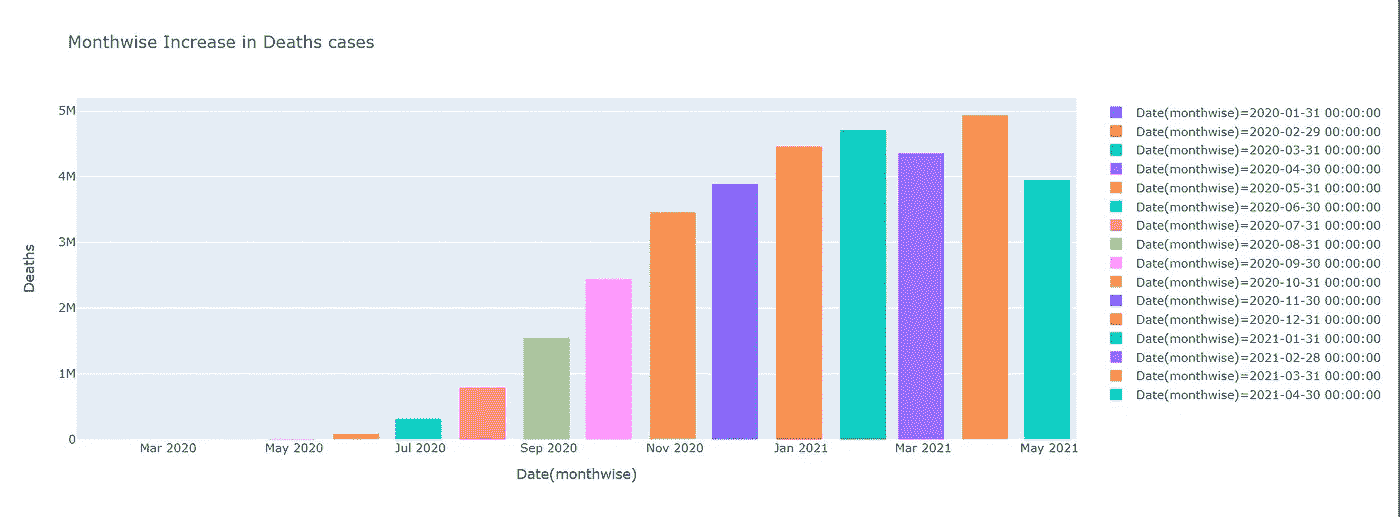 Monthwise Increase in Deaths cases
5M
4M
3M
2M
1M
0
Deaths
Mar 2020
May 2020
Jul 2020
Sep 2020
Nov 2020
Jan 2021
Mar 2021
May 2021
Date(monthwise)
Date(monthwise)=2020-01-31 00:00:00
Date(monthwise)=2020-02-29 00:00:00
Date(monthwise)=2020-03-31 00:00:00
Date(monthwise)=2020-04-30 00:00:00
Date(monthwise)=2020-05-31 00:00:00
Date(monthwise)=2020-06-30 00:00:00
Date(monthwise)=2020-07-31 00:00:00
Date(monthwise)=2020-08-31 00:00:00
Date(monthwise)=2020-09-30 00:00:00
Date(monthwise)=2020-10-31 00:00:00
Date(monthwise)=2020-11-30 00:00:00
Date(monthwise)=2020-12-31 00:00:00
Date(monthwise)=2021-01-31 00:00:00
Date(monthwise)=2021-02-28 00:00:00
Date(monthwise)=2021-03-31 00:00:00
Date(monthwise)=2021-04-30 00:00:00